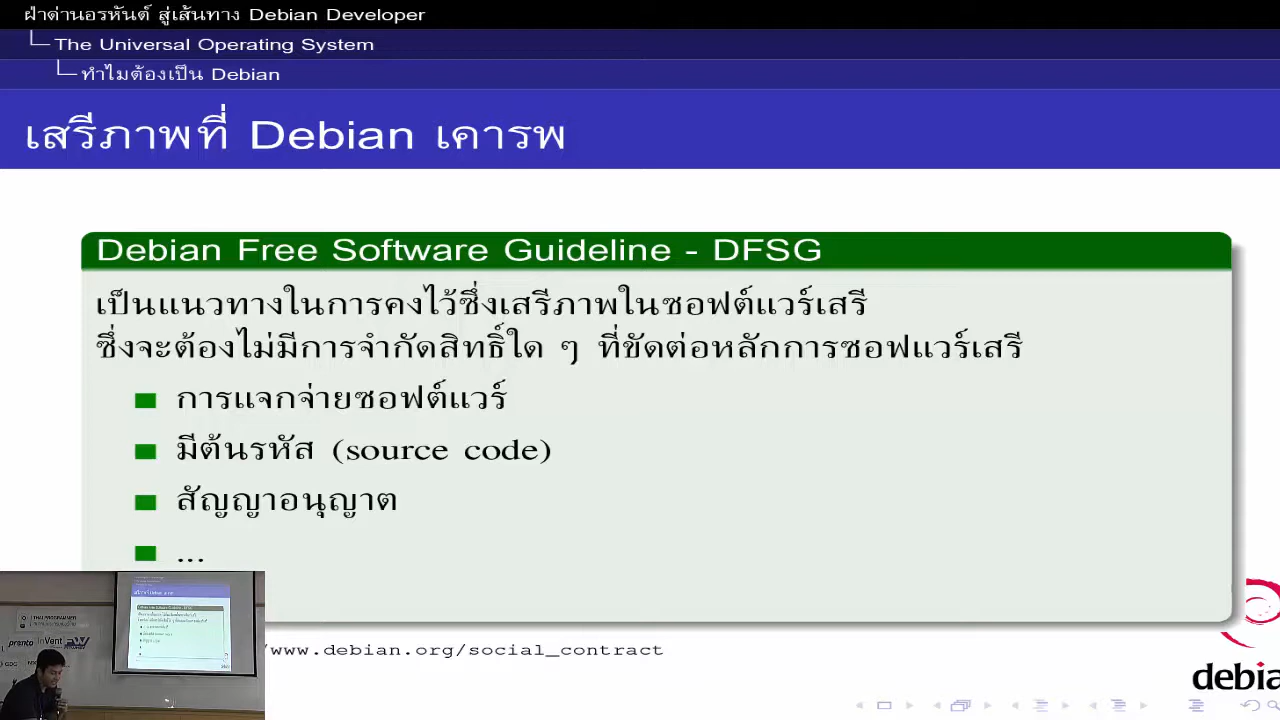 ฝ่าด่านอรหันต์ สู่เส้นทาง Debian Developer
The Universal Operating System
ทำไมต้องเป็น Debian
เสรีภาพที่ Debian เคารพ
Debian Free Software Guideline - DFSG
เป็นแนวทางในการคงไว้ซึ่งเสรีภาพในซอฟต์แวร์เสรี
ซึ่งจะต้องไม่มีการจำกัดสิทธิ์ใด ๆ ที่ขัดต่อหลักการซอฟแวร์เสรี
การแจกจ่ายซอฟต์แวร์
มีต้นรหัส (source code)
สัญญาอนุญาต
...
/www.debian.org/social_contract
debia